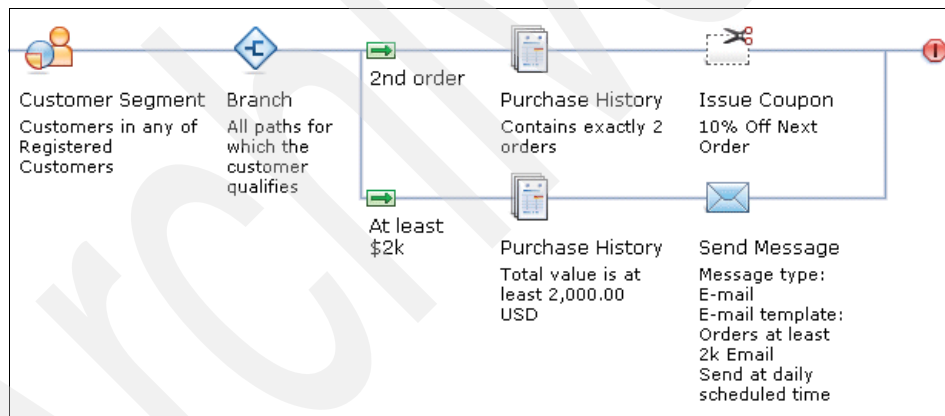 2nd order
Customer Segment
Customers in any of
Registered
Customers
Branch
All paths for
which the
customer
qualifies
Purchase History
Contains exactly 2
orders
Issue Coupon
10% Off Next
Order
At least
$2k
Purchase History
Total value is at
least 2,000.00
USD
Send Message
Message type:
E-mail
E-mail template:
Orders at least
2k Email
Send at daily
scheduled time